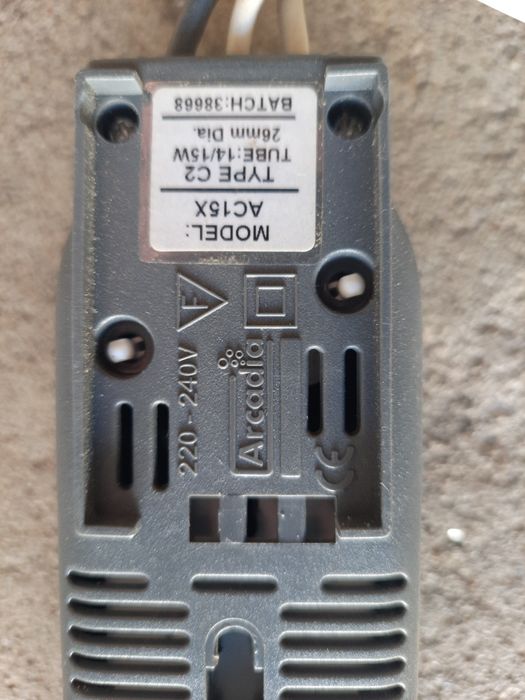 MODEL:
AC15X
TYPE C2
TUBE:14/15W
26mm Dia.
BATCH:38668
F
Arcadia
220 - 240V
CE